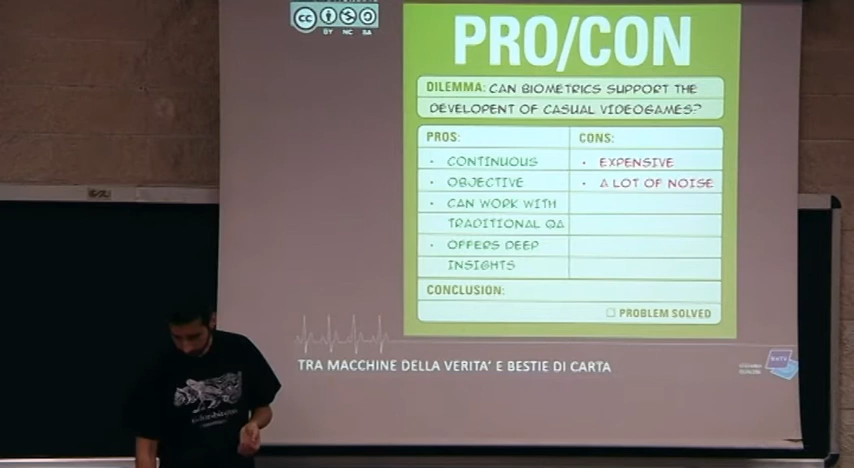 cc
BY NC SA
PRO/CON
DILEMMA: CAN BIOMETRICS SUPPORT THE
DEVELOPENT OF CASUAL VIDEOGAMES?
PROS:
• CONTINUOUS
• OBJECTIVE
• CAN WORK WITH
TRADITIONAL QA
• OFFERS DEEP
INSIGHTS
CONS:
• EXPENSIVE
• A LOT OF NOISE
CONCLUSION:
PROBLEM SOLVED
TRA MACCHINE DELLA VERITA' E BESTIE DI CARTA